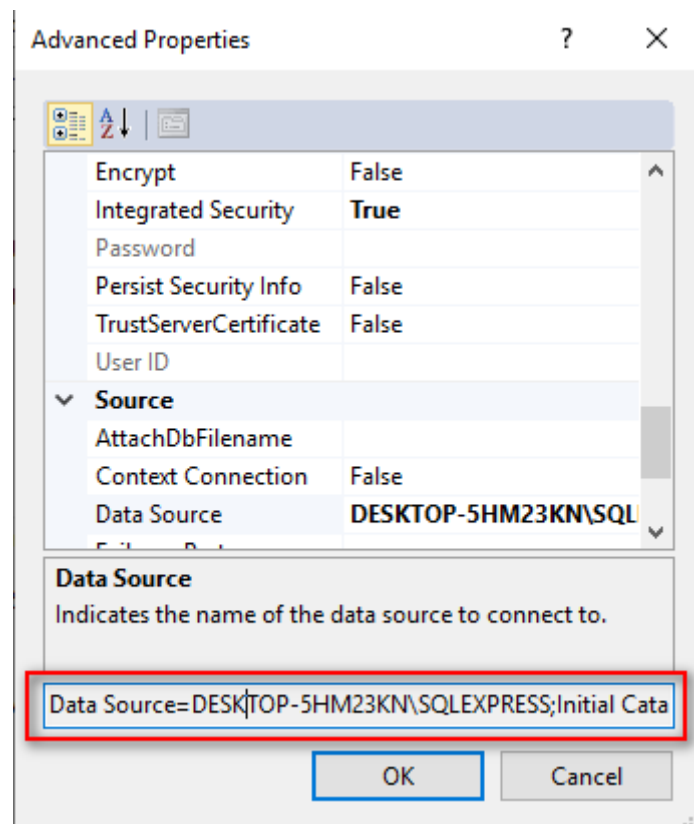 Advanced Properties ? ×
A Z
Encrypt False
Integrated Security True
Password
Persist Security Info False
TrustServerCertificate False
User ID
Source
AttachDbFilename
Context Connection False
Data Source DESKTOP-5HM23KN\SQL
Data Source
Indicates the name of the data source to connect to.
Data Source=DESKTOP-5HM23KN\SQLEXPRESS;Initial Cata
OK Cancel